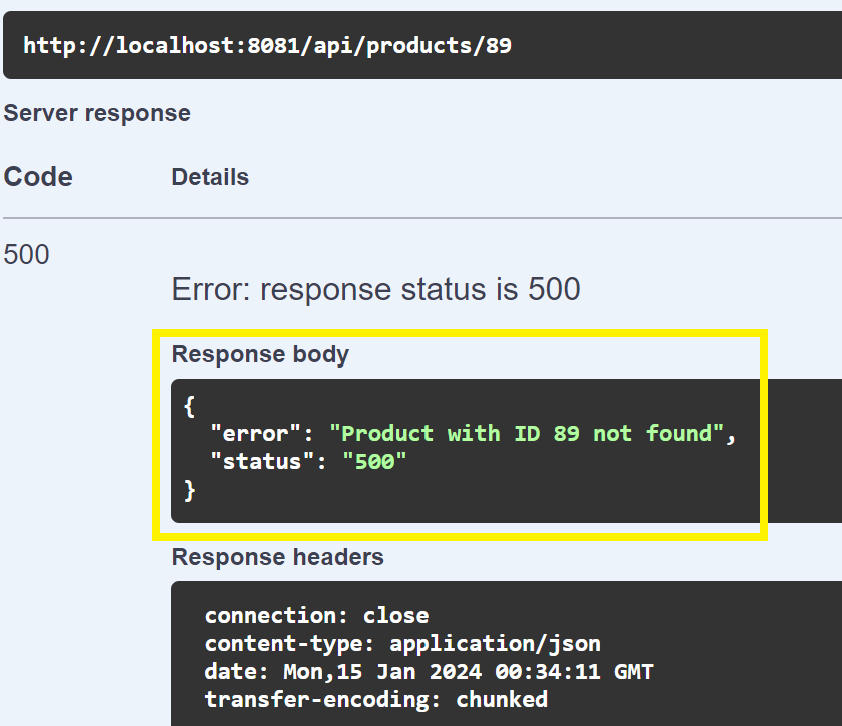 http://localhost:8081/api/products/89
Server response
Code Details
500
Error: response status is 500
Response body
{
  "error": "Product with ID 89 not found",
  "status": "500"
}
Response headers
connection: close
content-type: application/json
date: Mon,15 Jan 2024 00:34:11 GMT
transfer-encoding: chunked